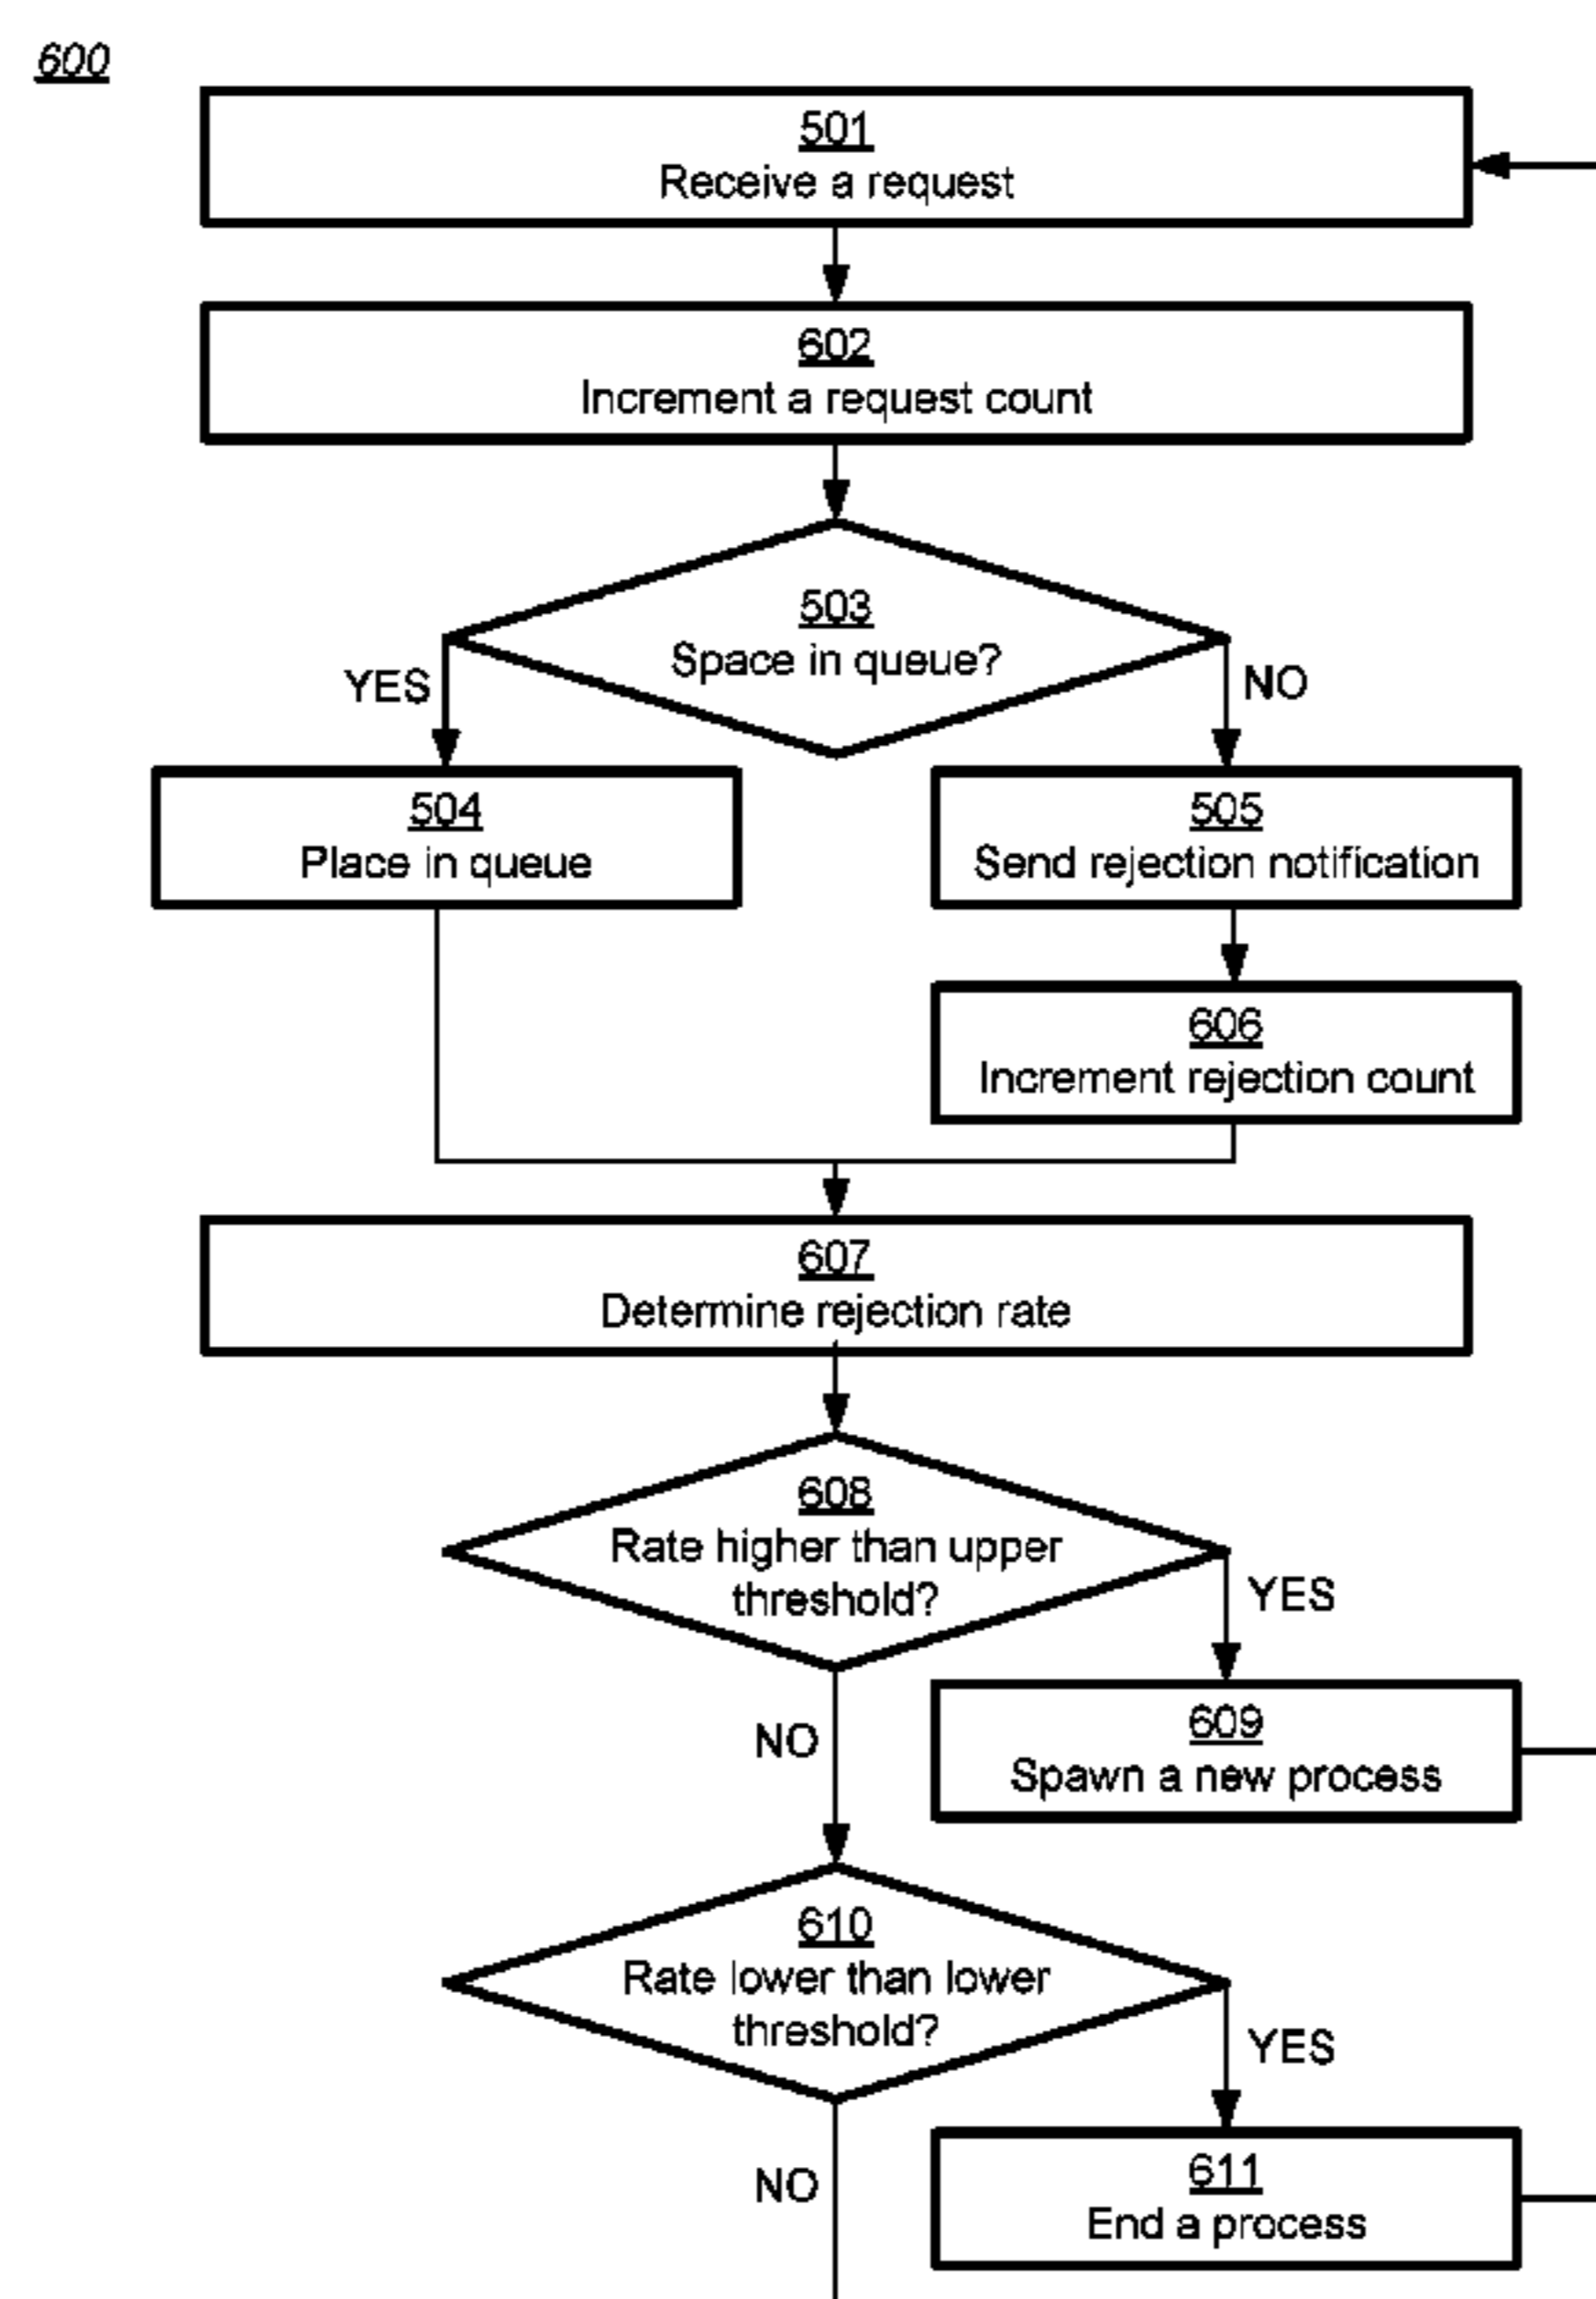 600
501
Receive a request
602
Increment a request count
503
Space in queue?
YES
NO
504
Place in queue
505
Send rejection notification
606
Increment rejection count
607
Determine rejection rate
608
Rate higher than upper
threshold?
YES
NO
609
Spawn a new process
610
Rate lower than lower
threshold?
YES
NO
611
End a process